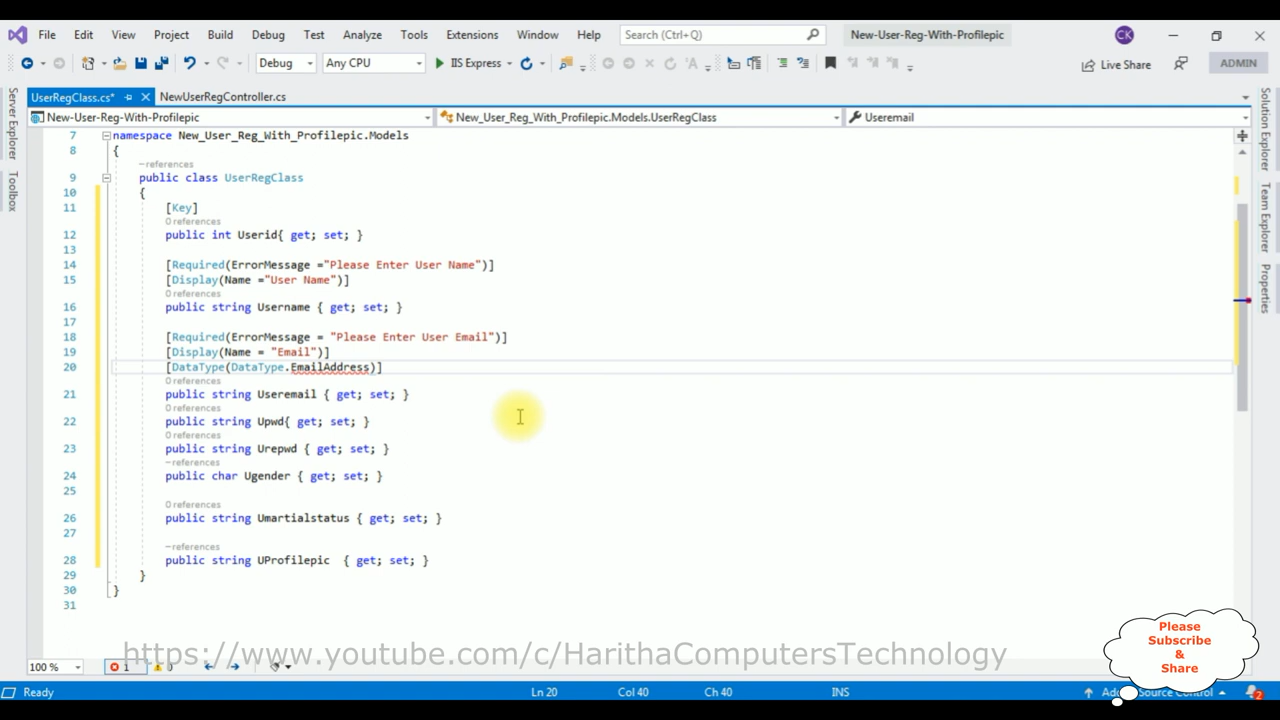 File Edit View Project Build Debug Test Analyze Tools Extensions Window Help Search (Ctrl+Q) New-User-Reg-With-Profilepic CK
Debug Any CPU IIS Express Live Share ADMIN
UserRegClass.cs* NewUserRegController.cs
New-User-Reg-With-Profilepic New_User_Reg_With_Profilepic.Models.UserRegClass Useremail
Server Explorer
Toolbox
Solution Explorer
Team Explorer
Properties
7 namespace New_User_Reg_With_Profilepic.Models
8 {
–references
9 public class UserRegClass
10 {
11 [Key]
0 references
12 public int Userid{ get; set; }
13
14 [Required(ErrorMessage ="Please Enter User Name")]
15 [Display(Name ="User Name")]
0 references
16 public string Username { get; set; }
17
18 [Required(ErrorMessage = "Please Enter User Email")]
19 [Display(Name = "Email")]
20 [DataType(DataType.EmailAddress)]
0 references
21 public string Useremail { get; set; }
0 references
22 public string Upwd{ get; set; }
0 references
23 public string Urepwd { get; set; }
–references
24 public char Ugender { get; set; }
25
0 references
26 public string Umartialstatus { get; set; }
27
–references
28 public string UProfilepic { get; set; }
29 }
30 }
31
https://www.youtube.com/c/HarithaComputersTechnology
Please
Subscribe
&
Share
100 % 1 0
Ready Ln 20 Col 40 Ch 40 INS Source Control 2